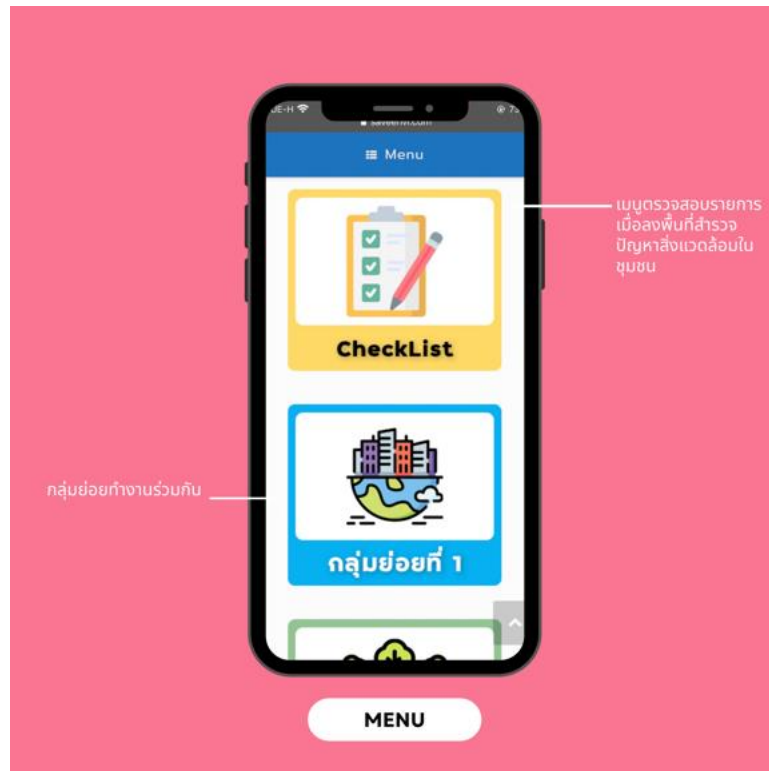 saveenvi.com
Menu
เมนูตรวจสอบรายการ
เมื่อลงพื้นที่สำรวจ
ปัญหาสิ่งแวดล้อมใน
ชุมชน
CheckList
กลุ่มย่อยทำงานร่วมกัน
กลุ่มย่อยที่ 1
MENU